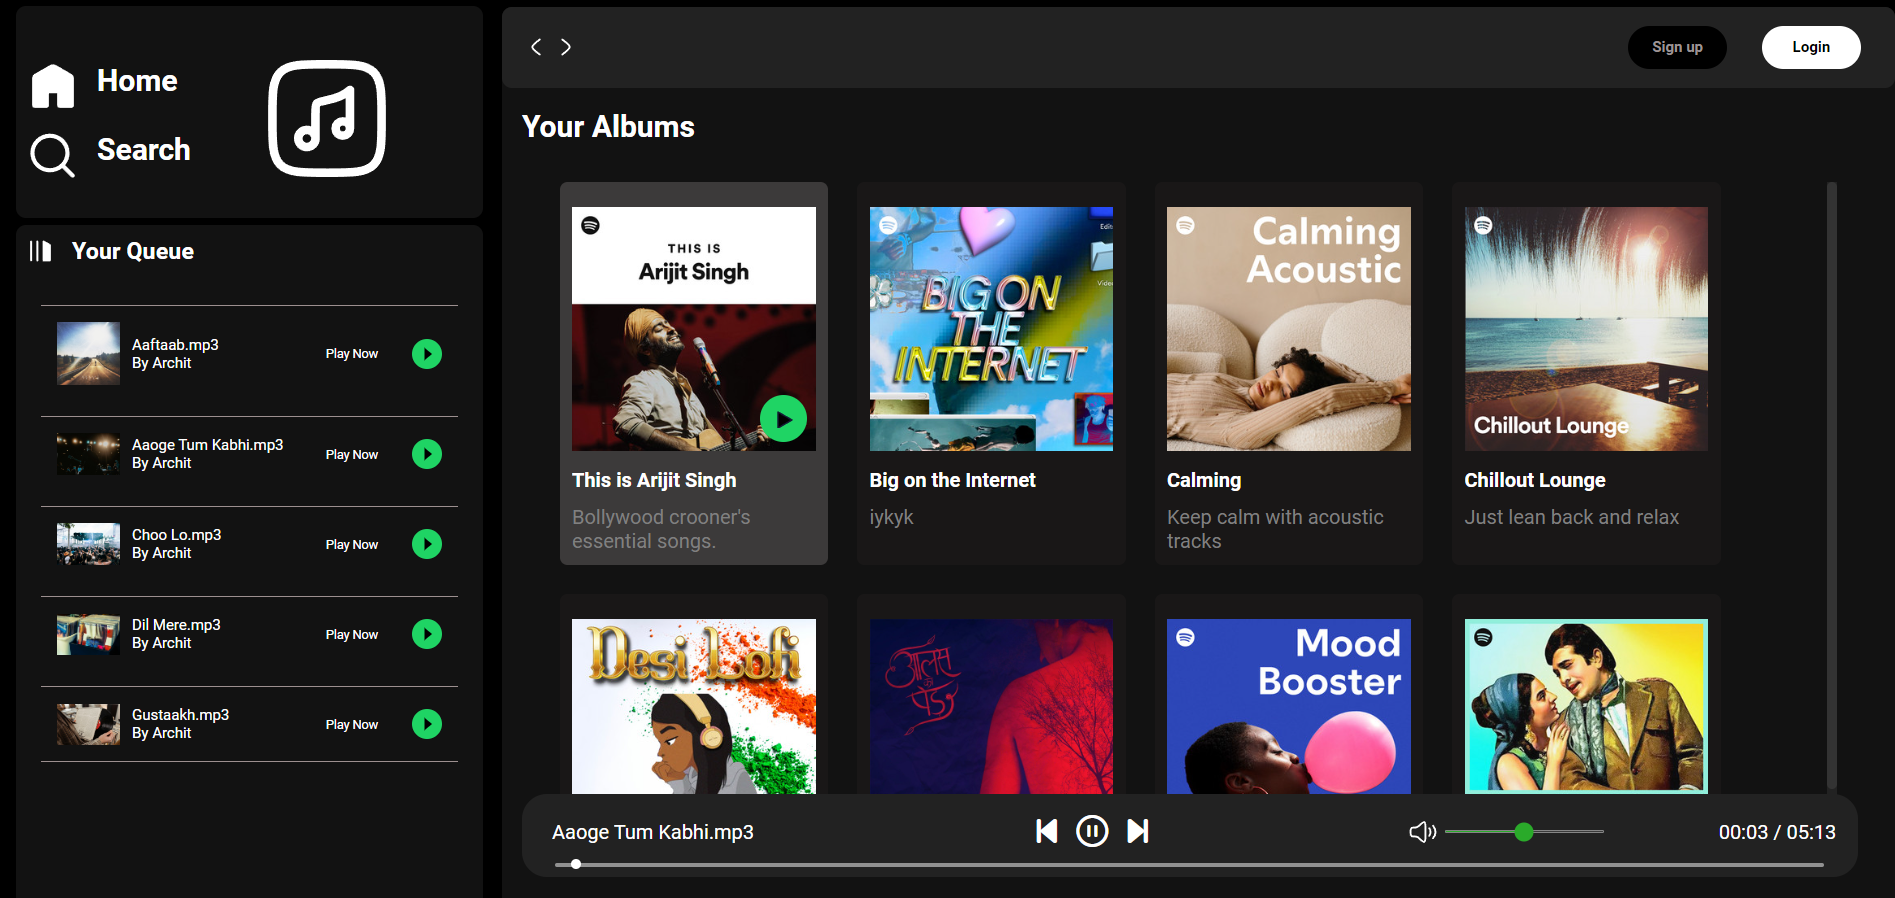 Home
Search
Your Queue
Aaftaab.mp3
By Archit
Play Now
Aaoge Tum Kabhi.mp3
By Archit
Play Now
Choo Lo.mp3
By Archit
Play Now
Dil Mere.mp3
By Archit
Play Now
Gustaakh.mp3
By Archit
Play Now
Sign up
Login
Your Albums
THIS IS
Arijit Singh
This is Arijit Singh
Bollywood crooner's
essential songs.
BIG ON
THE
INTERNET
Big on the Internet
iykyk
Calming
Acoustic
Calming
Keep calm with acoustic
tracks
Chillout Lounge
Chillout Lounge
Just lean back and relax
Desi Lofi
आलस
का
पेड़
Mood
Booster
Aaoge Tum Kabhi.mp3
00:03 / 05:13